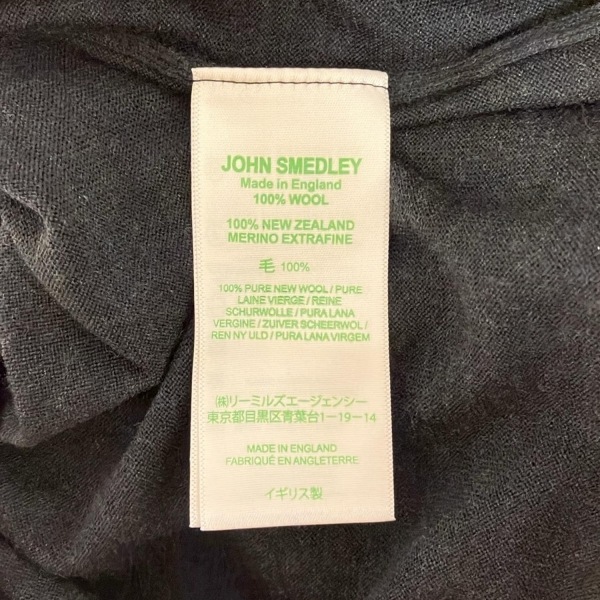 JOHN SMEDLEY
Made in England
100% WOOL
100% NEW ZEALAND
MERINO EXTRAFINE
毛 100%
100% PURE NEW WOOL / PURE
LAINE VIERGE / REINE
SCHURWOLLE / PURA LANA
VERGINE / ZUIVER SCHEERWOL /
REN NY ULD / PURA LANA VIRGEM
㈱リーミルズエージェンシー
東京都目黒区青葉台1-19-14
MADE IN ENGLAND
FABRIQUÉ EN ANGLETERRE
イギリス製